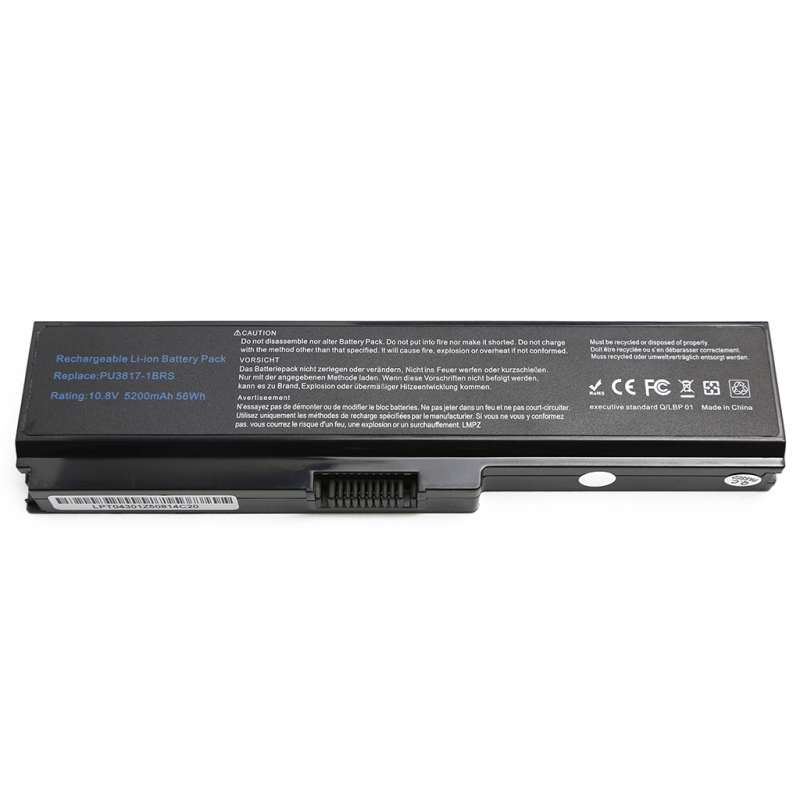 Rechargeable Li-ion Battery Pack
Replace:PU3817-1BRS
Rating:10.8V 5200mAh 56Wh
⚠CAUTION
Do not disassemble nor alter Battery Pack. Do not put into fire nor make it shorted. Do not charge
with the method other than that specified. It will cause fire, explosion or overheat if not conformed.
VORSICHT
Das Batteriepack nicht zerlegen oder verändern, Nicht ins Feuer werfen oder kurzschließen.
Nur mit der angegebenen Methode laden. Bei Nichtbefolgung dieser Vorschriften
kann es zu Brand, Explosion oder übermäßiger Hitzeentwicklung kommen.
Avertissement
N'essayez pas de démonter ou de modifier le bloc batteries. Ne pas jeter dans un feu et ne pas court-circuiter.
Utilisez uniquement les méthodes de recharge spécifiées par le manufacturier. Si vous ne vous y conformez
pas. vous courrez le risque d'un feu, une explosion or un surchauffement. LMPZ
Must be recycled or disposed of properly.
Doit être recyclée ou se débarasser correctement.
Muss recycled oder umweltverträglich entsorgt werden.
RoHS CE FC
executive.standard Q/LBP 01 Made in China
LPT04301Z50814C20